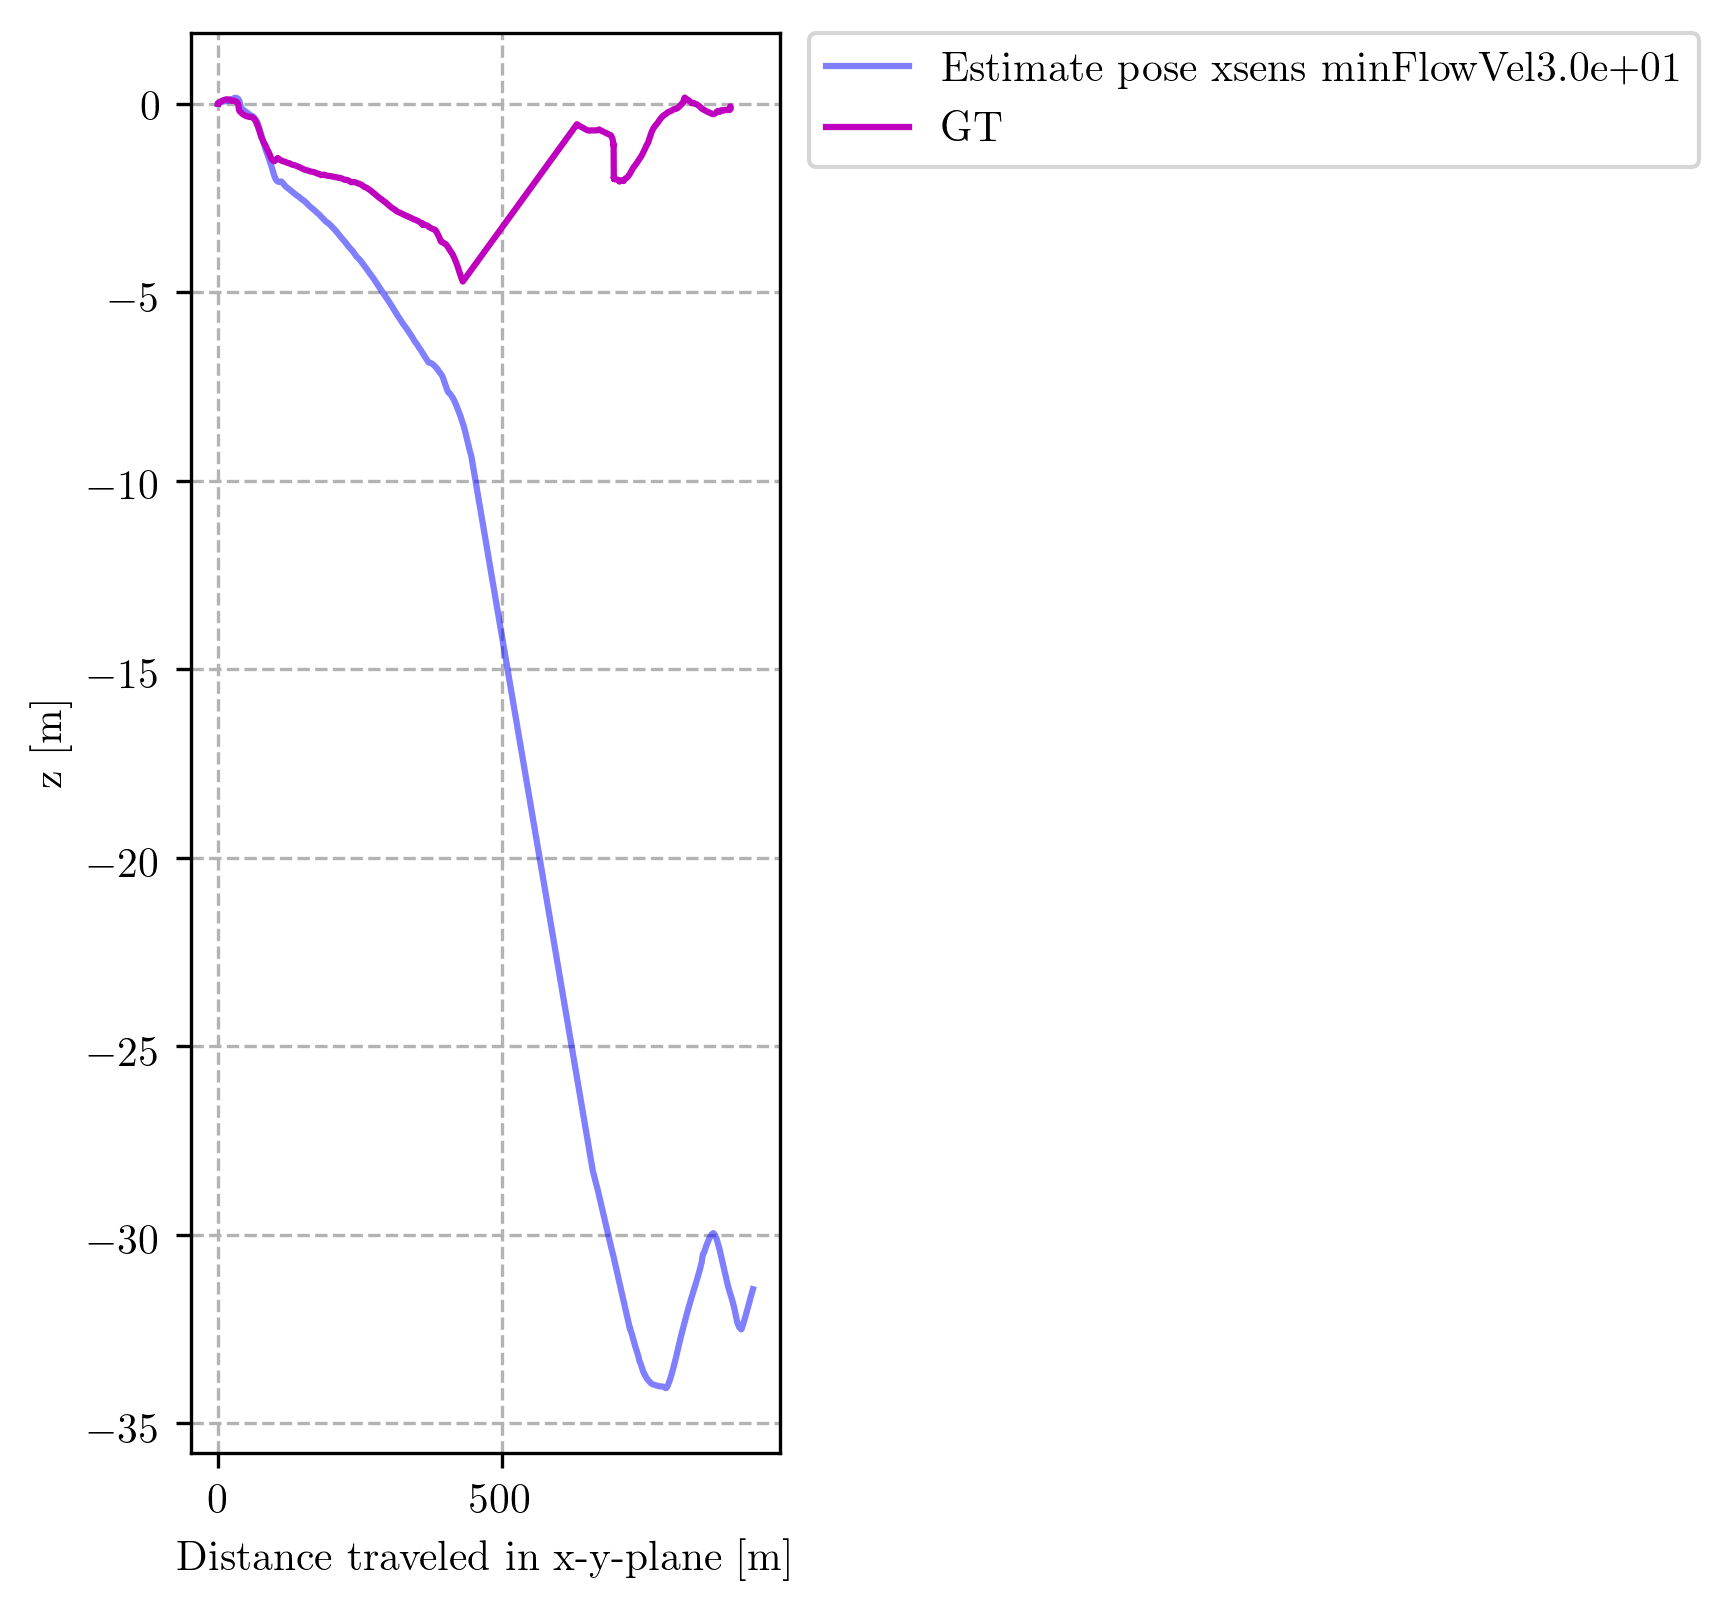 Estimate pose xsens minFlowVel3.0e+01
GT
0
−5
−10
−15
−20
−25
−30
−35
z [m]
0 500
Distance traveled in x-y-plane [m]